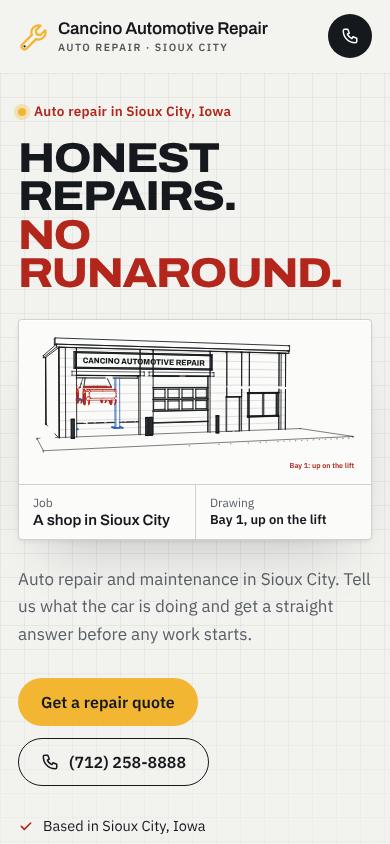 Cancino Automotive Repair
AUTO REPAIR · SIOUX CITY
Auto repair in Sioux City, Iowa
HONEST
REPAIRS.
NO
RUNAROUND.
CANCINO AUTOMOTIVE REPAIR
Bay 1: up on the lift
Job
A shop in Sioux City
Drawing
Bay 1, up on the lift
Auto repair and maintenance in Sioux City. Tell
us what the car is doing and get a straight
answer before any work starts.
Get a repair quote
(712) 258-8888
Based in Sioux City, Iowa